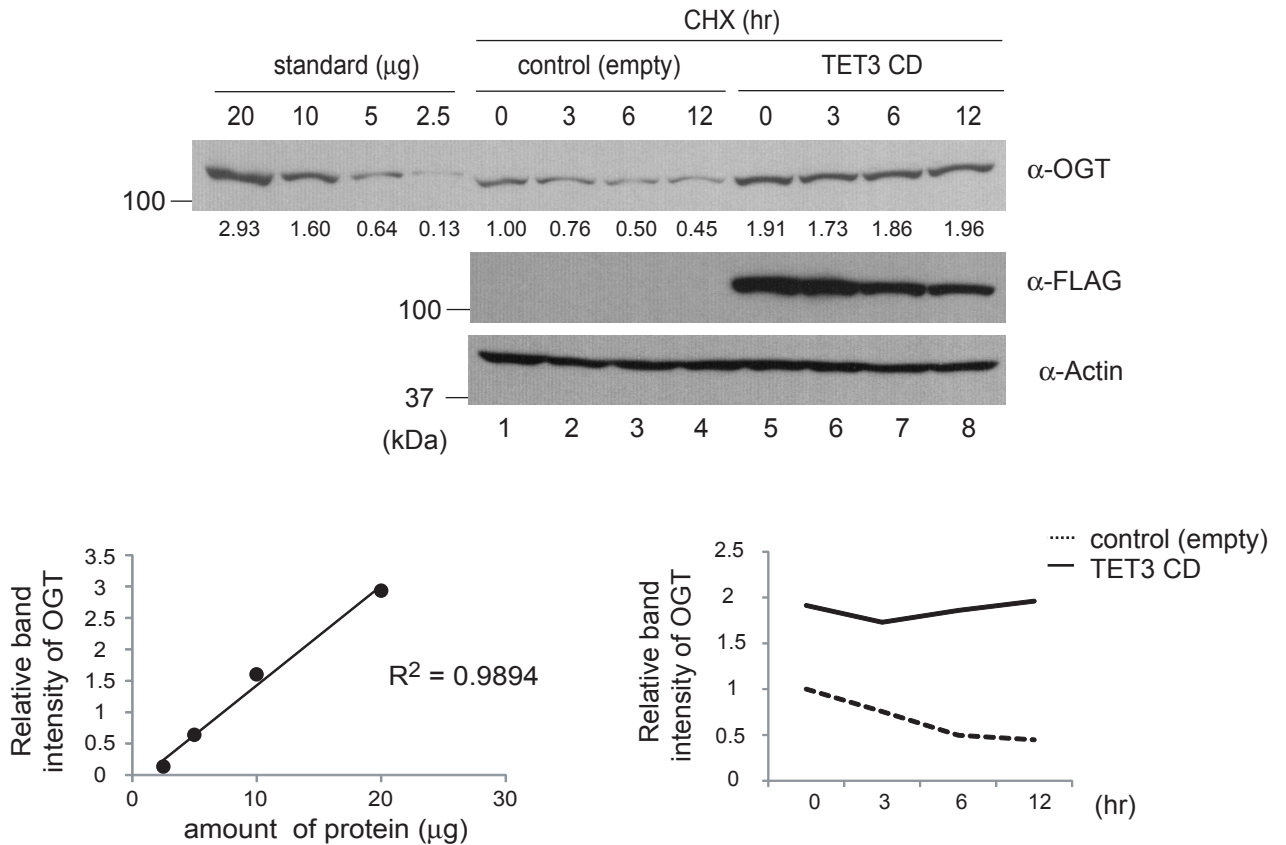 CHX (hr)
standard (µg) control (empty) TET3 CD
20 10 5 2.5 0 3 6 12 0 3 6 12
α-OGT
100
2.93 1.60 0.64 0.13 1.00 0.76 0.50 0.45 1.91 1.73 1.86 1.96
α-FLAG
100
α-Actin
37
(kDa) 1 2 3 4 5 6 7 8
Relative band
intensity of OGT
3.5
3
2.5
2
1.5
1
0.5
0
R² = 0.9894
0 10 20 30
amount of protein (µg)
control (empty)
TET3 CD
Relative band
intensity of OGT
2.5
2
1.5
1
0.5
0
0 3 6 12 (hr)